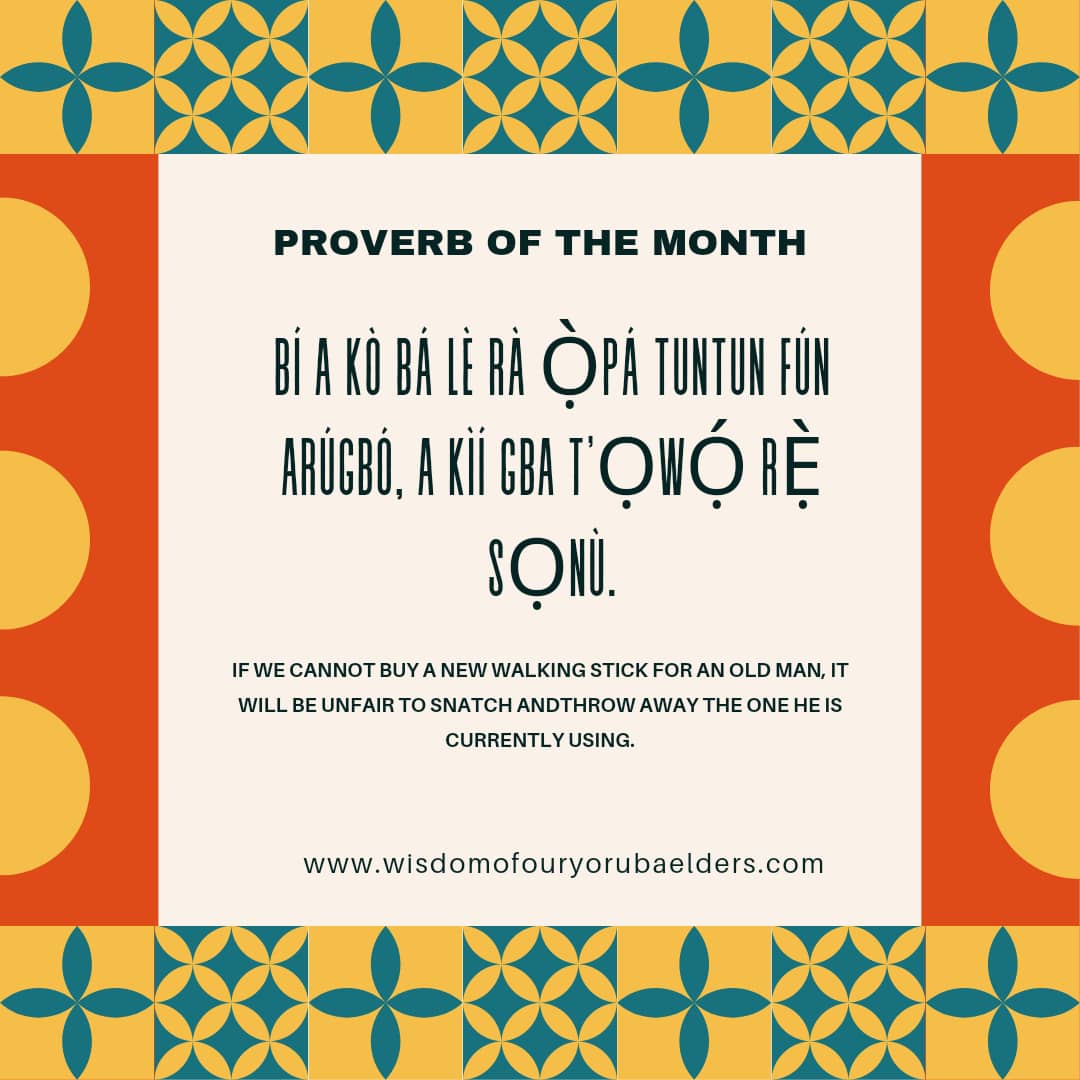 PROVERB OF THE MONTH
BÍ A KÒ BÁ LÈ RÀ Ọ̀PÁ TUNTUN FÚN
ARÚGBÓ, A KÌÍ GBA T’ỌWỌ́ RẸ̀
SỌNÙ.
IF WE CANNOT BUY A NEW WALKING STICK FOR AN OLD MAN, IT
WILL BE UNFAIR TO SNATCH ANDTHROW AWAY THE ONE HE IS
CURRENTLY USING.
www.wisdomofouryorubaelders.com